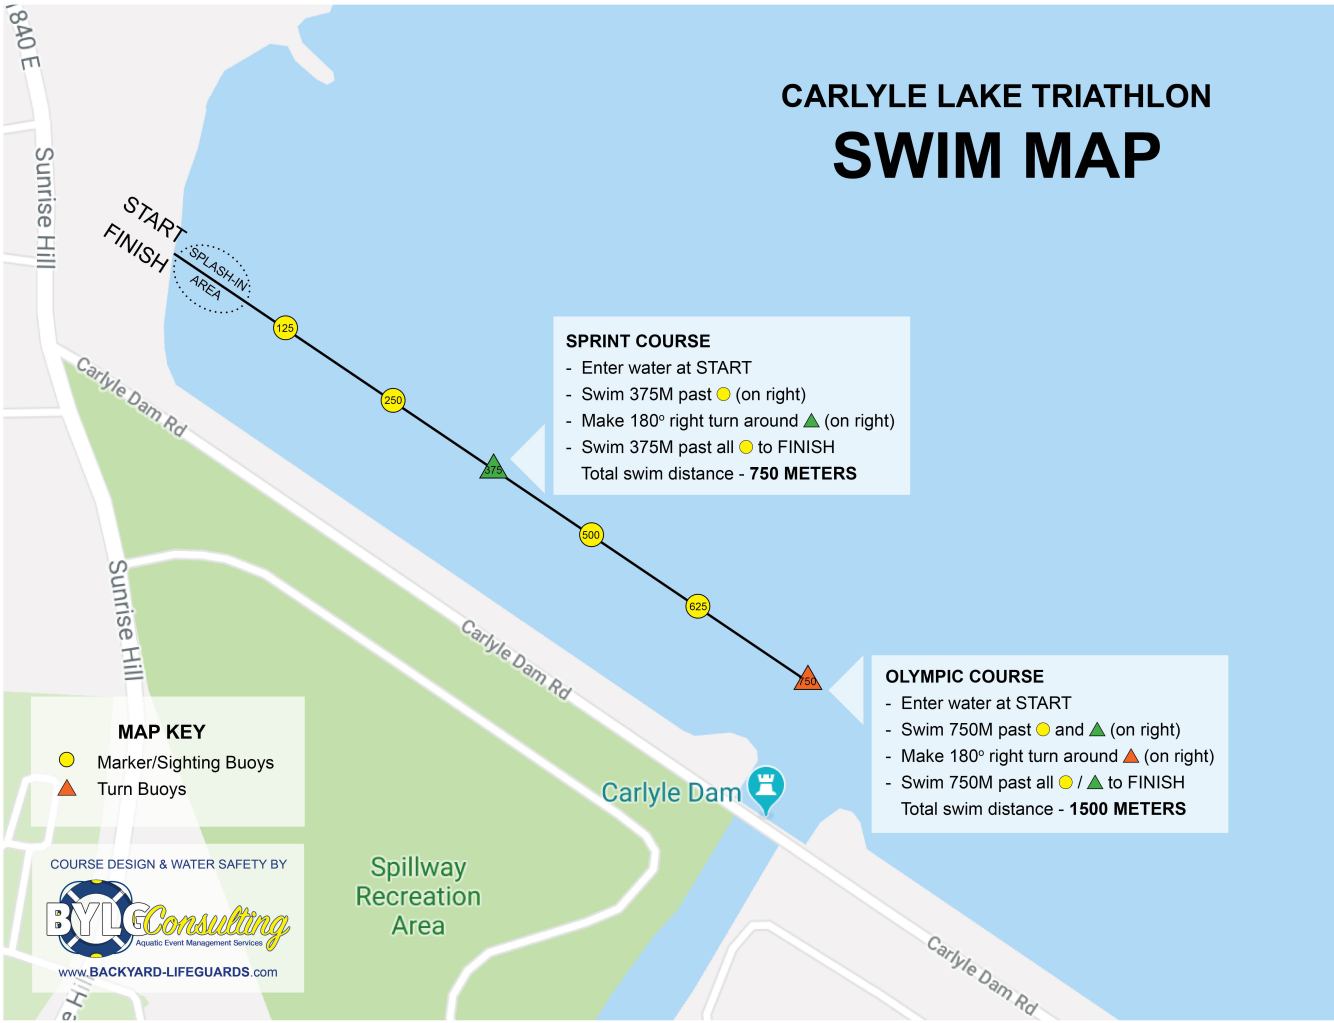 840 E
Sunrise Hill
CARLYLE LAKE TRIATHLON
SWIM MAP
START
FINISH
SPLASH-IN
AREA
125
250
375
500
625
750
SPRINT COURSE
- Enter water at START
- Swim 375M past (on right)
- Make 180º right turn around (on right)
- Swim 375M past all to FINISH
Total swim distance - 750 METERS
Carlyle Dam Rd
Sunrise Hill
Carlyle Dam Rd
OLYMPIC COURSE
- Enter water at START
- Swim 750M past and (on right)
- Make 180º right turn around (on right)
- Swim 750M past all / to FINISH
Total swim distance - 1500 METERS
MAP KEY
Marker/Sighting Buoys
Turn Buoys
Carlyle Dam
Spillway
Recreation
Area
Carlyle Dam Rd
COURSE DESIGN & WATER SAFETY BY
BYLG Consulting
Aquatic Event Management Services
www.BACKYARD-LIFEGUARDS.com
e Hi